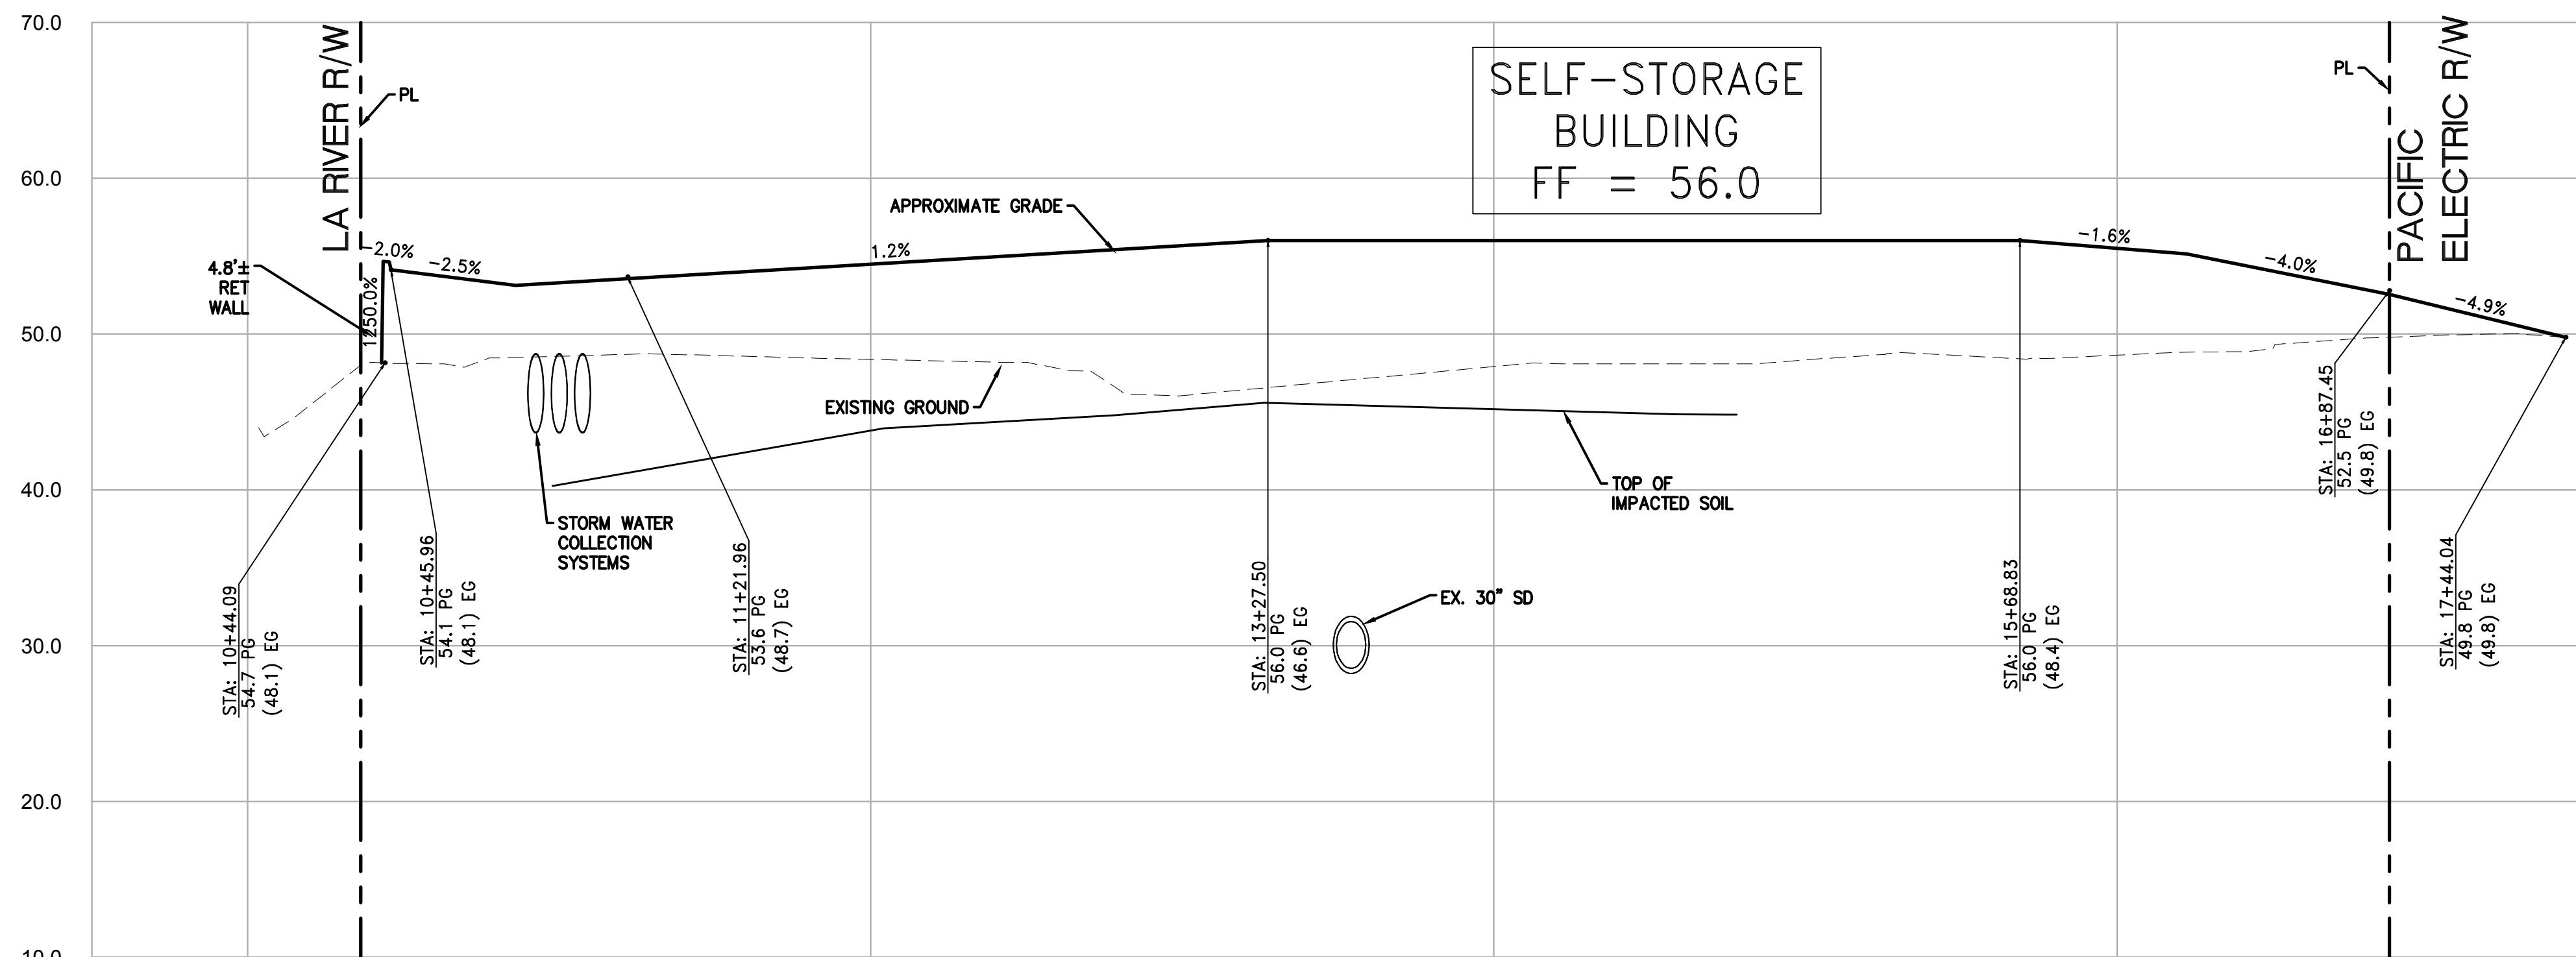 70.0
60.0
50.0
40.0
30.0
20.0
10.0
LA RIVER R/W
PL
-2.0%
-2.5%
4.8'±
RET
WALL
1250.0%
APPROXIMATE GRADE
1.2%
SELF-STORAGE
BUILDING
FF = 56.0
PL
PACIFIC
ELECTRIC R/W
-1.6%
-4.0%
-4.9%
EXISTING GROUND
TOP OF
IMPACTED SOIL
STORM WATER
COLLECTION
SYSTEMS
EX. 30" SD
STA: 10+44.09
54.7 PG
(48.1) EG
STA: 10+45.96
54.1 PG
(48.1) EG
STA: 11+21.96
53.6 PG
(48.7) EG
STA: 13+27.50
56.0 PG
(46.6) EG
STA: 15+68.83
56.0 PG
(48.4) EG
STA: 16+87.45
52.5 PG
(49.8) EG
STA: 17+44.04
49.8 PG
(49.8) EG